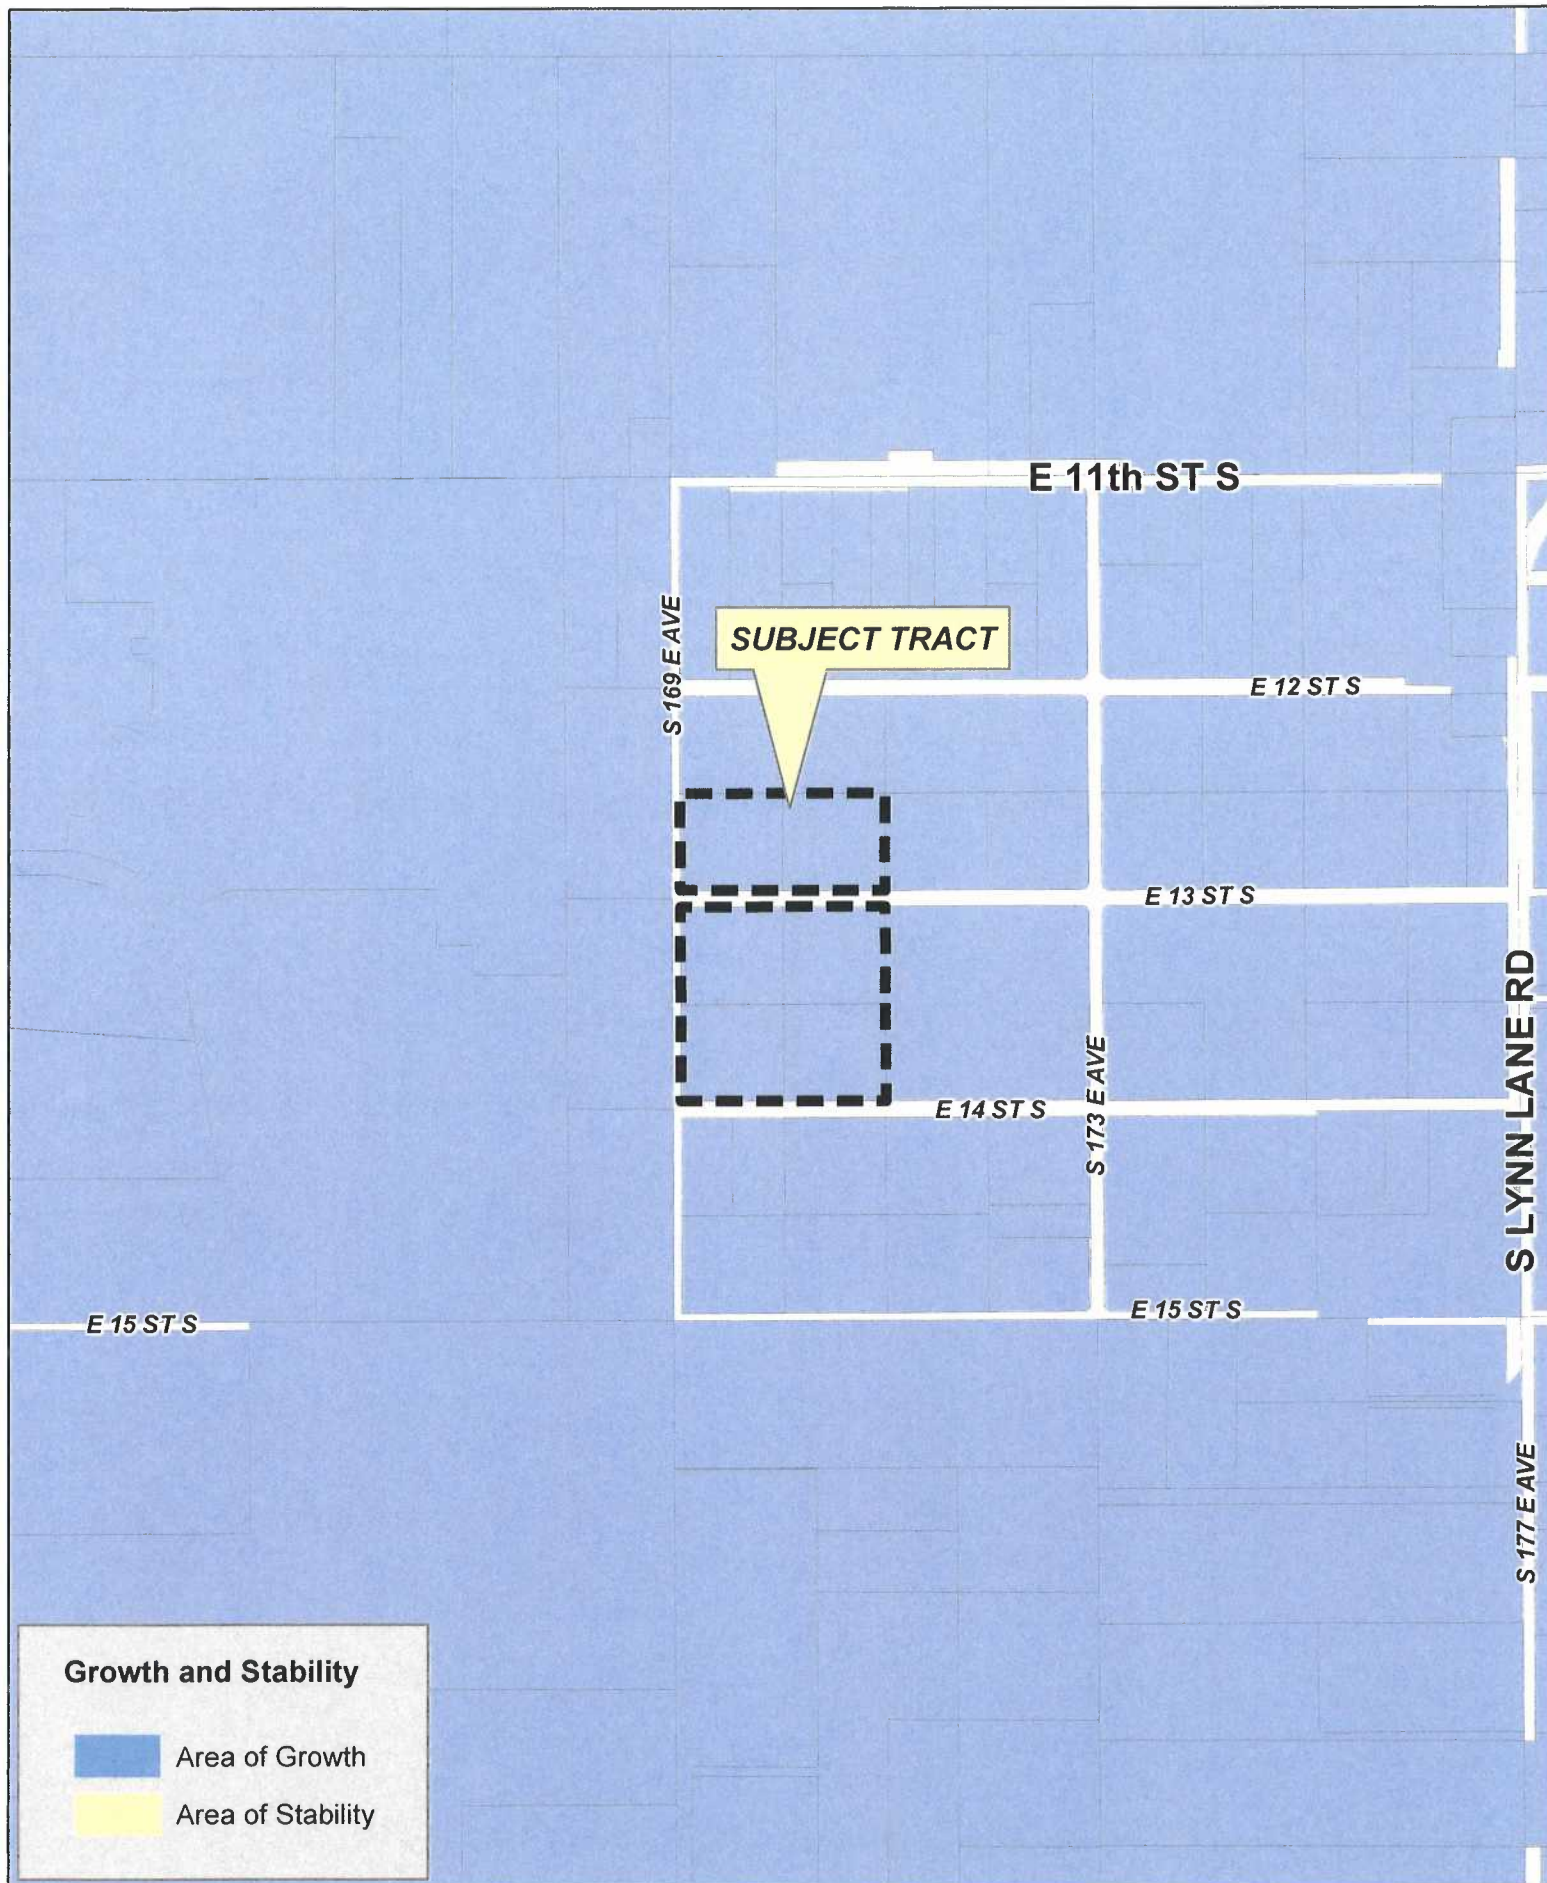 E 11th ST S
S 169 E AVE
SUBJECT TRACT
E 12 ST S
E 13 ST S
S LYNN LANE RD
S 173 E AVE
E 14 ST S
E 15 ST S
E 15 ST S
S 177 E AVE
Growth and Stability
Area of Growth
Area of Stability